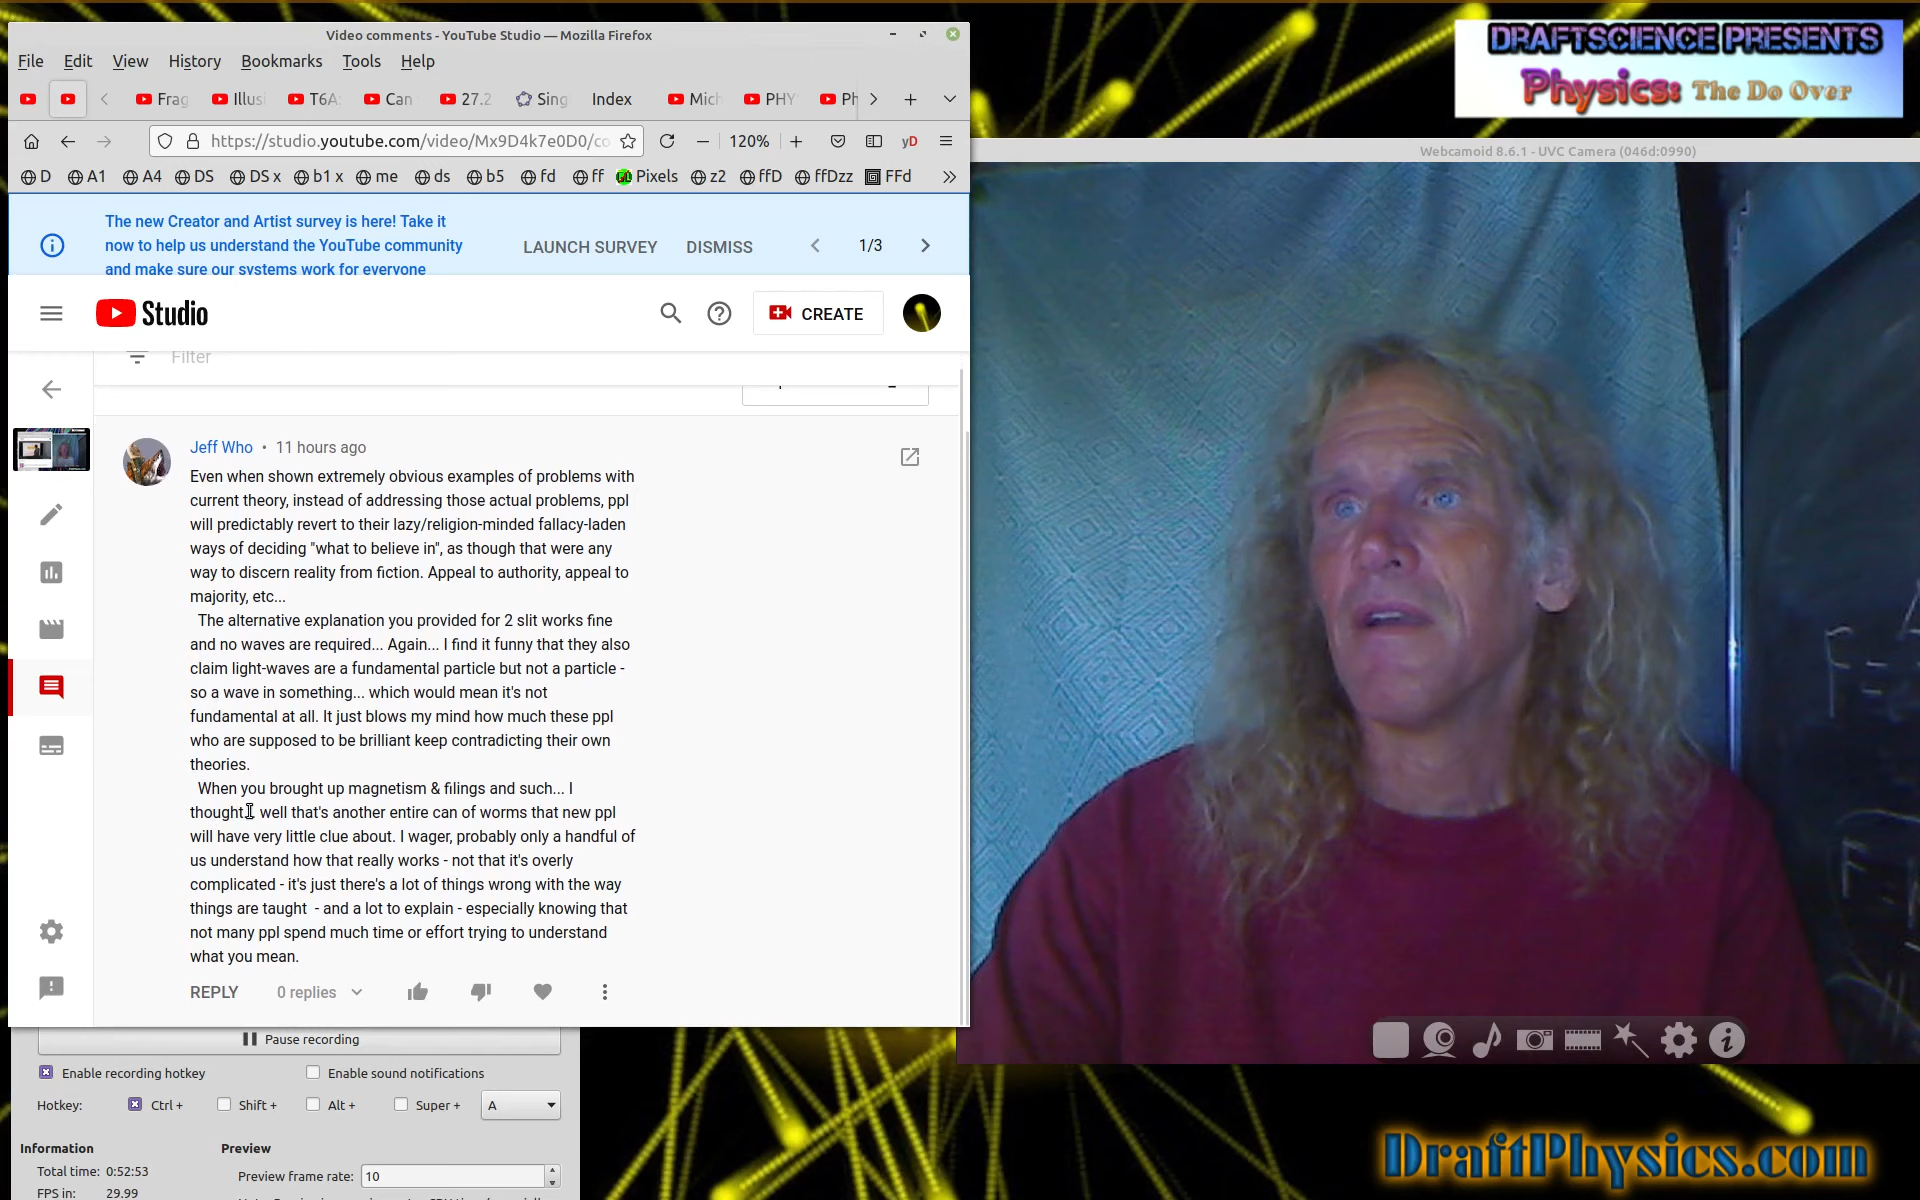 DRAFTSCIENCE PRESENTS
Physics: The Do Over
Video comments - YouTube Studio — Mozilla Firefox
File Edit View History Bookmarks Tools Help
Frag Illus T6A: Can 27.2 Sing Index Mich PHY Ph
https://studio.youtube.com/video/Mx9D4k7e0D0/co 120% yD
D A1 A4 DS DS x b1 x me ds b5 fd ff Pixels z2 ffD ffDzz FFd
Webcamoid 8.6.1 - UVC Camera (046d:0990)
The new Creator and Artist survey is here! Take it
now to help us understand the YouTube community
and make sure our systems work for everyone
LAUNCH SURVEY DISMISS 1/3
Studio CREATE
Filter
Jeff Who • 11 hours ago
Even when shown extremely obvious examples of problems with
current theory, instead of addressing those actual problems, ppl
will predictably revert to their lazy/religion-minded fallacy-laden
ways of deciding "what to believe in", as though that were any
way to discern reality from fiction. Appeal to authority, appeal to
majority, etc...
The alternative explanation you provided for 2 slit works fine
and no waves are required... Again... I find it funny that they also
claim light-waves are a fundamental particle but not a particle -
so a wave in something... which would mean it's not
fundamental at all. It just blows my mind how much these ppl
who are supposed to be brilliant keep contradicting their own
theories.
When you brought up magnetism & filings and such... I
thought well that's another entire can of worms that new ppl
will have very little clue about. I wager, probably only a handful of
us understand how that really works - not that it's overly
complicated - it's just there's a lot of things wrong with the way
things are taught - and a lot to explain - especially knowing that
not many ppl spend much time or effort trying to understand
what you mean.
REPLY 0 replies
Pause recording
Enable recording hotkey Enable sound notifications
Hotkey: Ctrl + Shift + Alt + Super + A
Information Preview
Total time: 0:52:53
Preview frame rate: 10
FPS in: 29.99
DraftPhysics.com